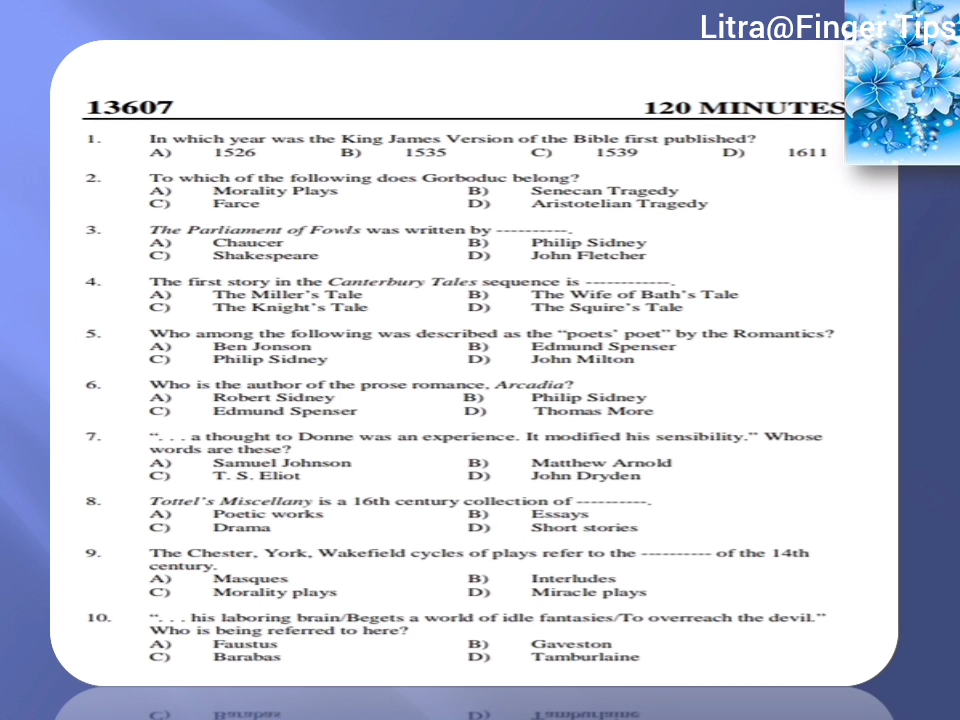 Litra@Finger Tips
13607 120 MINUTES
1. In which year was the King James Version of the Bible first published?
A) 1526 B) 1535 C) 1539 D) 1611
2. To which of the following does Gorboduc belong?
A) Morality Plays B) Senecan Tragedy
C) Farce D) Aristotelian Tragedy
3. The Parliament of Fowls was written by ----------.
A) Chaucer B) Philip Sidney
C) Shakespeare D) John Fletcher
4. The first story in the Canterbury Tales sequence is ------------.
A) The Miller's Tale B) The Wife of Bath's Tale
C) The Knight's Tale D) The Squire's Tale
5. Who among the following was described as the “poets' poet” by the Romantics?
A) Ben Jonson B) Edmund Spenser
C) Philip Sidney D) John Milton
6. Who is the author of the prose romance, Arcadia?
A) Robert Sidney B) Philip Sidney
C) Edmund Spenser D) Thomas More
7. “. . . a thought to Donne was an experience. It modified his sensibility.” Whose
words are these?
A) Samuel Johnson B) Matthew Arnold
C) T. S. Eliot D) John Dryden
8. Tottel's Miscellany is a 16th century collection of ----------.
A) Poetic works B) Essays
C) Drama D) Short stories
9. The Chester, York, Wakefield cycles of plays refer to the ---------- of the 14th
century.
A) Masques B) Interludes
C) Morality plays D) Miracle plays
10. “. . . his laboring brain/Begets a world of idle fantasies/To overreach the devil.”
Who is being referred to here?
A) Faustus B) Gaveston
C) Barabas D) Tamburlaine